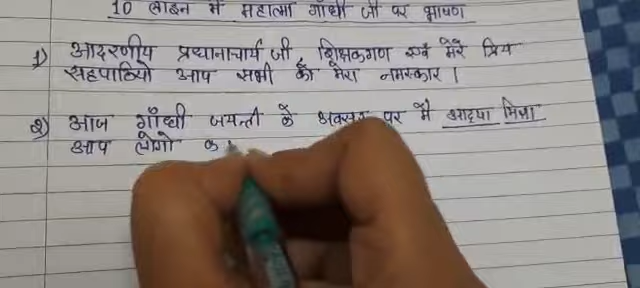 10 लाइन में महात्मा गाँधी जी पर भाषण
1) आदरणीय प्रधानाचार्य जी, शिक्षकगण एवं मेरे प्रिय
सहपाठियो आप सभी को मेरा नमस्कार ।
2) आज गाँधी जयन्ती के अवसर पर मैं मिश्रा
आप लोगो